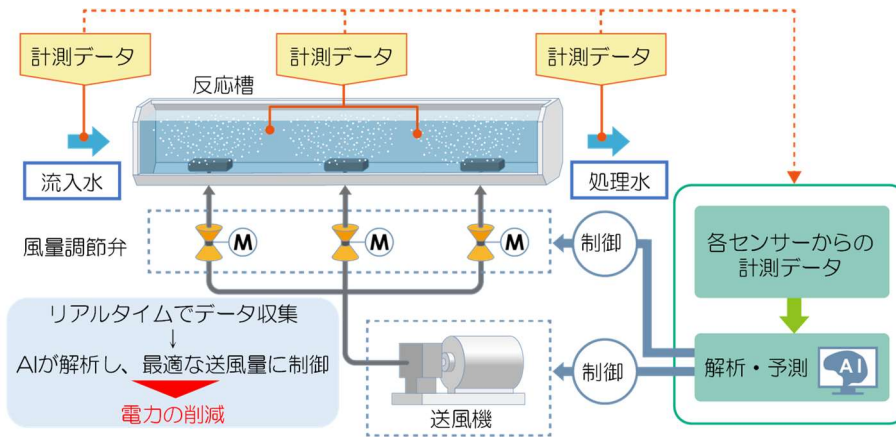 計測データ
計測データ
計測データ
反応槽
流入水
処理水
風量調節弁
M
M
M
制御
各センサーからの
計測データ
リアルタイムでデータ収集
↓
AIが解析し、最適な送風量に制御
電力の削減
送風機
制御
解析・予測
AI